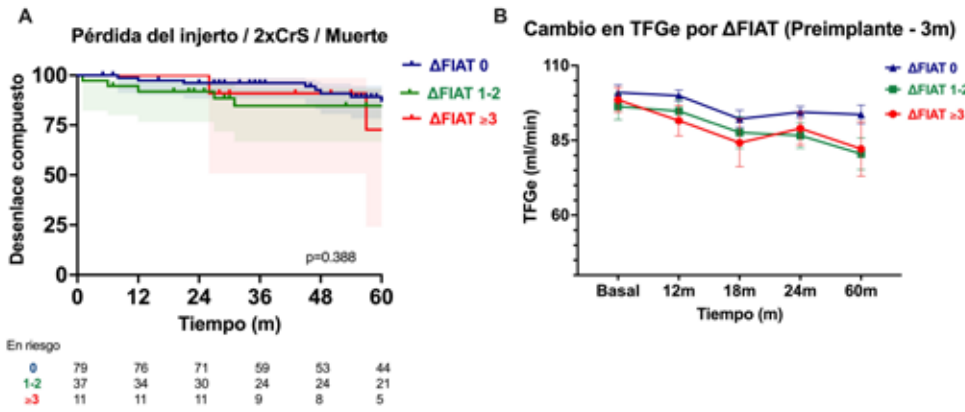 A
Pérdida del injerto / 2xCrS / Muerte
Desenlace compuesto
100
75
50
25
0
p=0.388
0 12 24 36 48 60
Tiempo (m)
ΔFIAT 0
ΔFIAT 1-2
ΔFIAT ≥3
En riesgo
0 79 76 71 59 53 44
1-2 37 34 30 24 24 21
≥3 11 11 11 9 8 5
B
Cambio en TFGe por ΔFIAT (Preimplante - 3m)
TFGe (ml/min)
110
85
60
Basal 12m 18m 24m 60m
Tiempo (m)
ΔFIAT 0
ΔFIAT 1-2
ΔFIAT ≥3